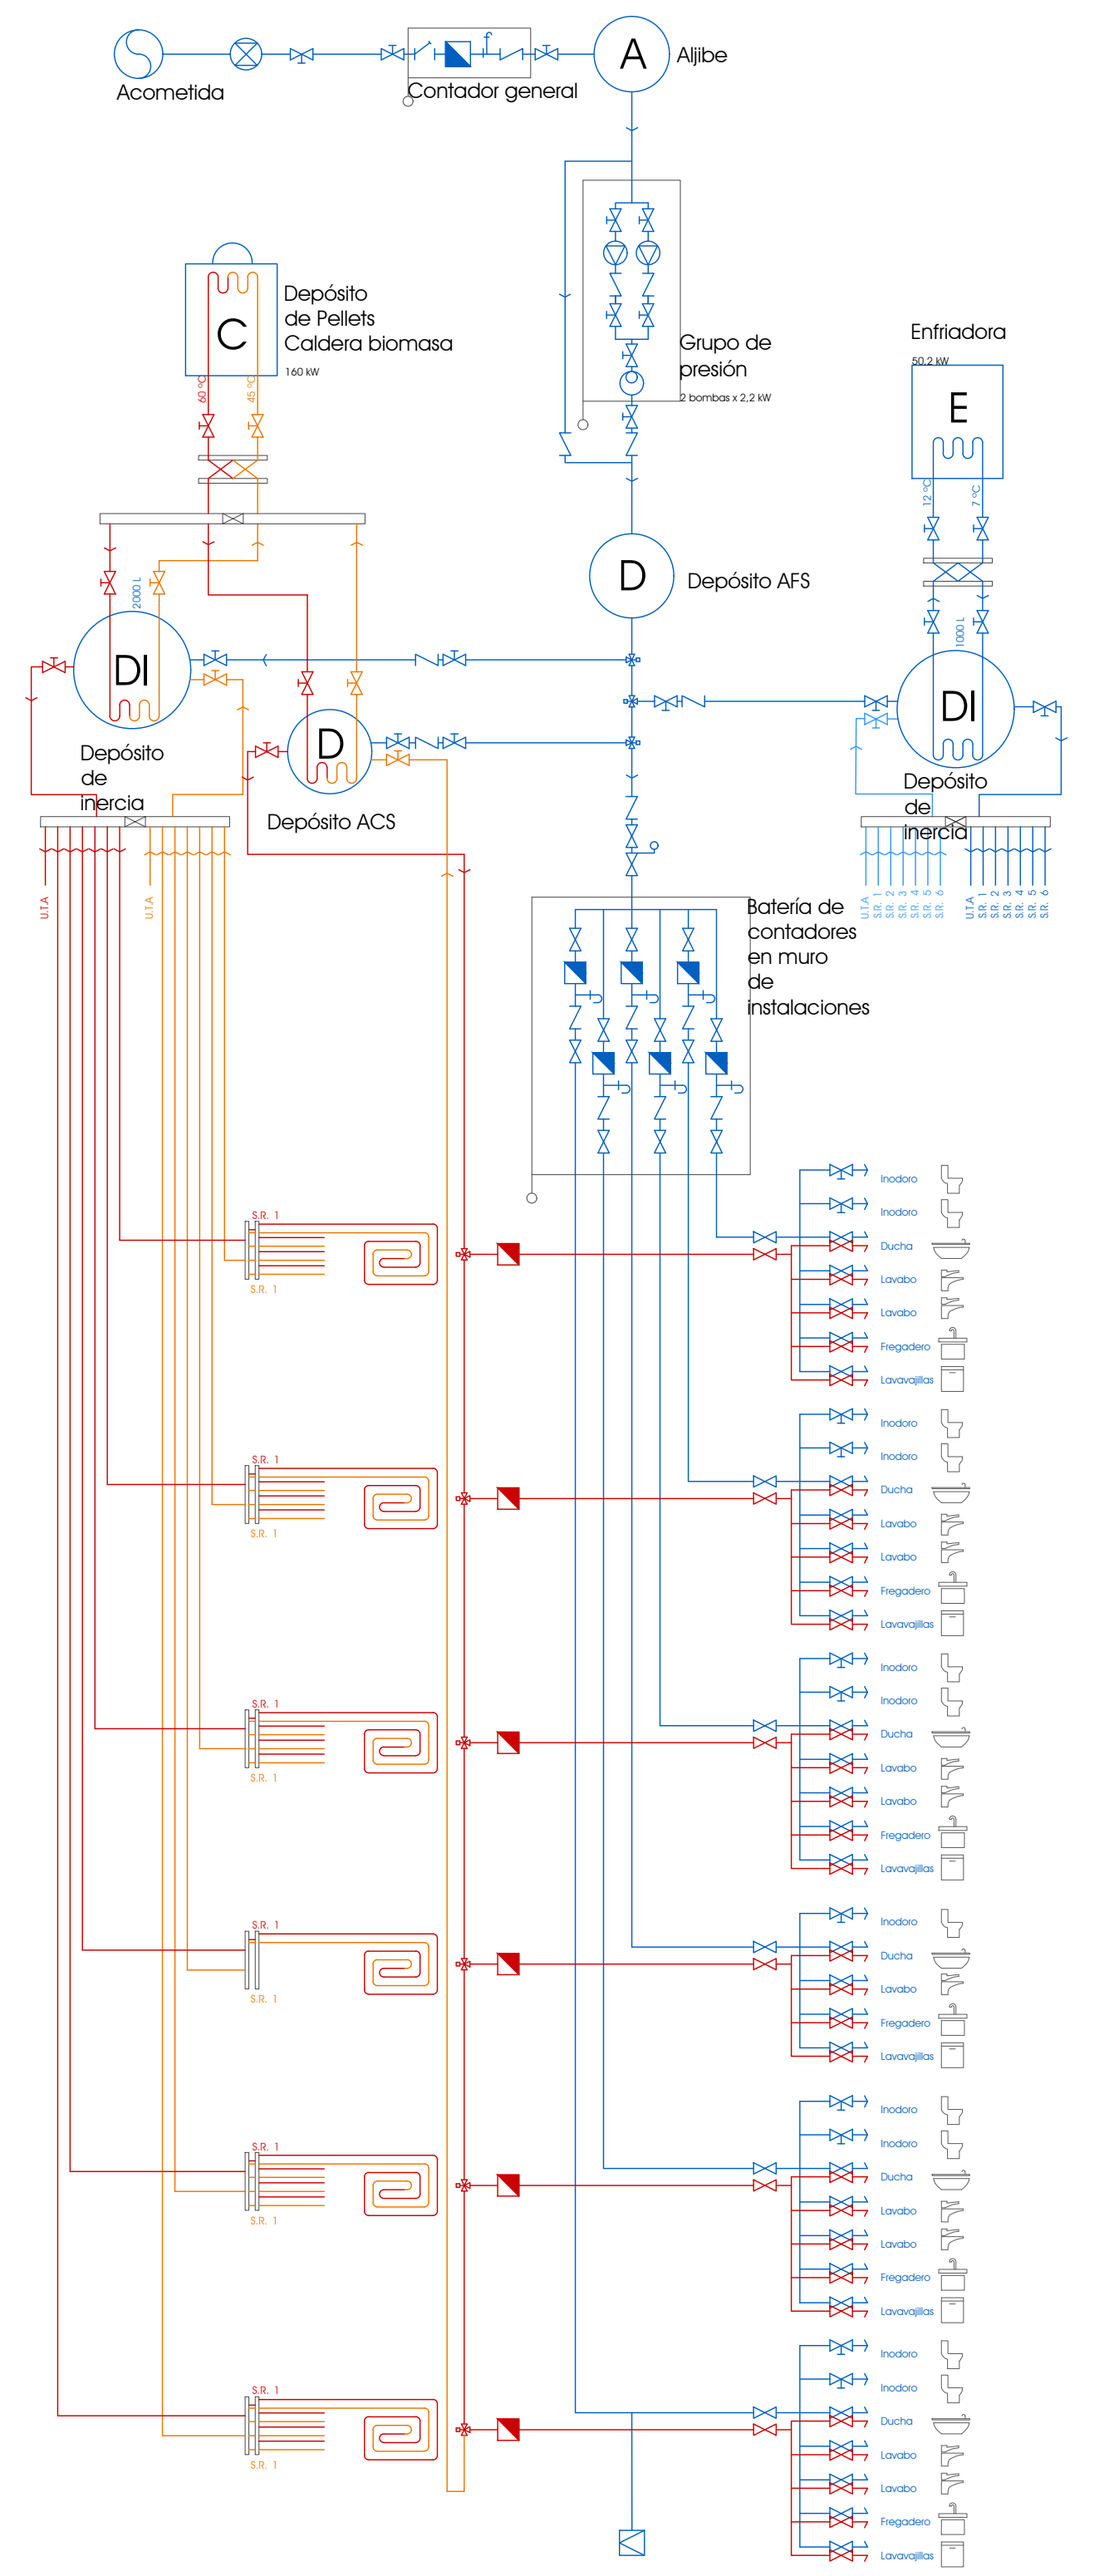 A
Aljibe
Acometida
Contador general
Depósito
de Pellets
Caldera biomasa
160 kW
C
60 ºC
45 ºC
Grupo de
presión
2 bombas x 2,2 kW
Enfriadora
50,2 kW
E
12 ºC
7 ºC
D
Depósito AFS
2000 L
DI
Depósito
de
inercia
D
Depósito ACS
1000 L
DI
Depósito
de
inercia
U.T.A
U.T.A
U.T.A
S.R. 1
S.R. 2
S.R. 3
S.R. 4
S.R. 5
S.R. 6
U.T.A
S.R. 1
S.R. 2
S.R. 3
S.R. 4
S.R. 5
S.R. 6
Batería de
contadores
en muro
de
instalaciones
S.R. 1
S.R. 1
Inodoro
Inodoro
Ducha
Lavabo
Lavabo
Fregadero
Lavavajillas
S.R. 1
S.R. 1
Inodoro
Inodoro
Ducha
Lavabo
Lavabo
Fregadero
Lavavajillas
S.R. 1
S.R. 1
Inodoro
Inodoro
Ducha
Lavabo
Lavabo
Fregadero
Lavavajillas
S.R. 1
S.R. 1
Inodoro
Ducha
Lavabo
Fregadero
Lavavajillas
S.R. 1
S.R. 1
Inodoro
Inodoro
Ducha
Lavabo
Lavabo
Fregadero
Lavavajillas
S.R. 1
S.R. 1
Inodoro
Inodoro
Ducha
Lavabo
Lavabo
Fregadero
Lavavajillas